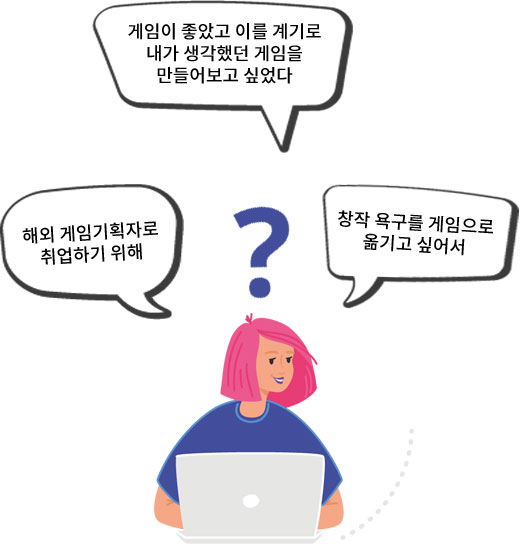 게임이 좋았고 이를 계기로
내가 생각했던 게임을
만들어보고 싶었다
해외 게임기획자로
취업하기 위해
?
창작 욕구를 게임으로
옮기고 싶어서